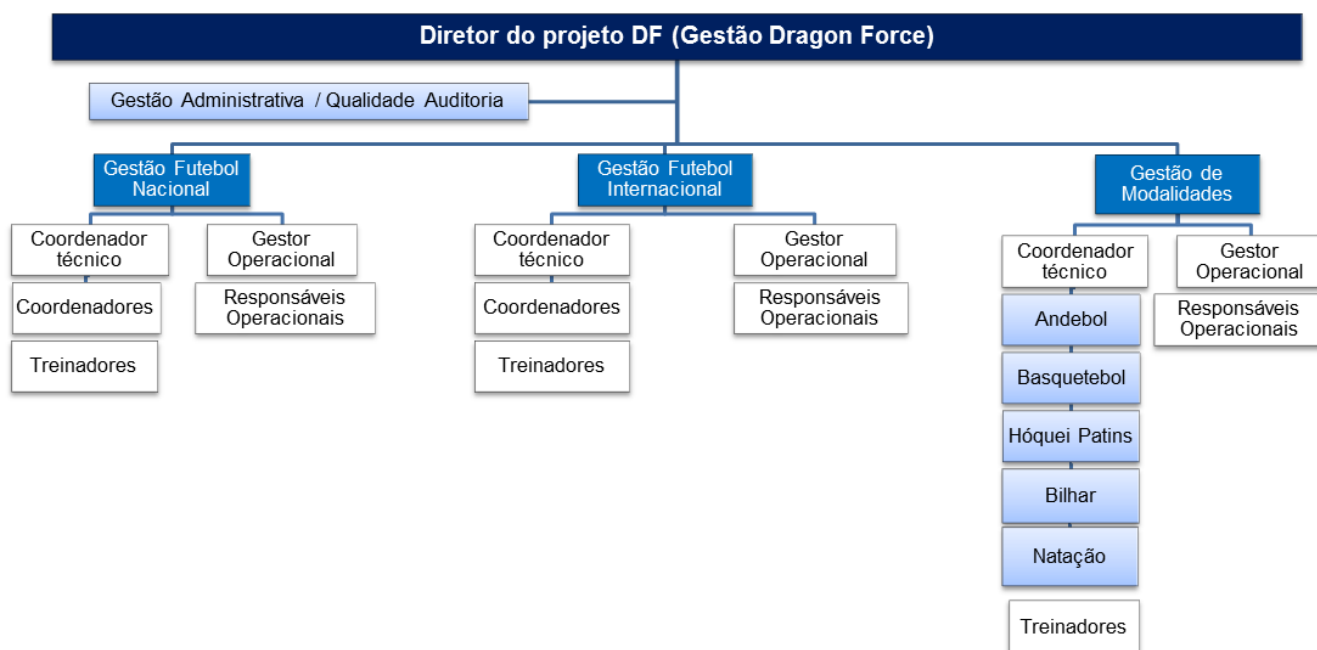 Diretor do projeto DF (Gestão Dragon Force)
Gestão Administrativa / Qualidade Auditoria
Gestão Futebol
Nacional
Coordenador
técnico
Coordenadores
Treinadores
Gestor
Operacional
Responsáveis
Operacionais
Gestão Futebol
Internacional
Coordenador
técnico
Coordenadores
Treinadores
Gestor
Operacional
Responsáveis
Operacionais
Gestão de
Modalidades
Coordenador
técnico
Andebol
Basquetebol
Hóquei Patins
Bilhar
Natação
Treinadores
Gestor
Operacional
Responsáveis
Operacionais